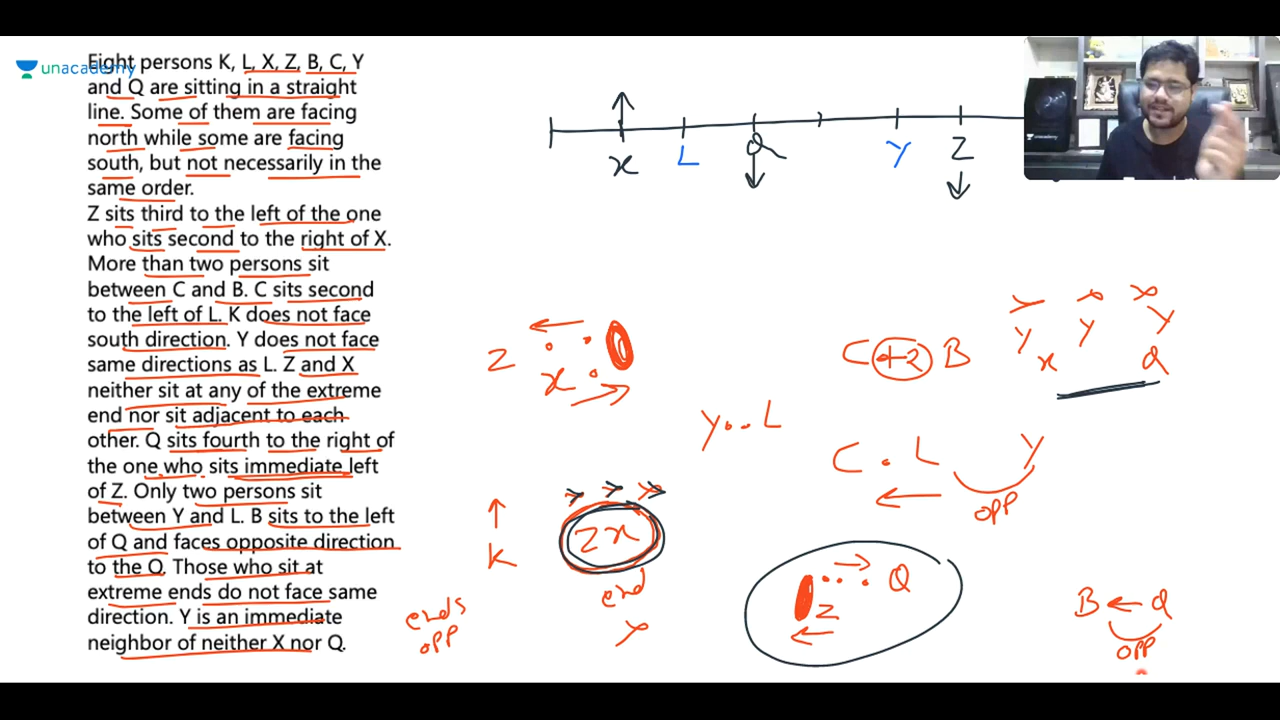 Eight persons K, L, X, Z, B, C, Y
unacademy
and Q are sitting in a straight
line. Some of them are facing
north while some are facing
south, but not necessarily in the
same order.
Z sits third to the left of the one
who sits second to the right of X.
More than two persons sit
between C and B. C sits second
to the left of L. K does not face
south direction. Y does not face
same directions as L. Z and X
neither sit at any of the extreme
end nor sit adjacent to each
other. Q sits fourth to the right of
the one who sits immediate left
of Z. Only two persons sit
between Y and L. B sits to the left
of Q and faces opposite direction
to the Q. Those who sit at
extreme ends do not face same
direction. Y is an immediate
neighbor of neither X nor Q.
x L Q Y Z
unacademy
Z
x
C +2 B
Y Y Y
x Q
Y..L
C . L Y
opp
K
Z x
end
ends
opp
Q
Z
B Q
opp